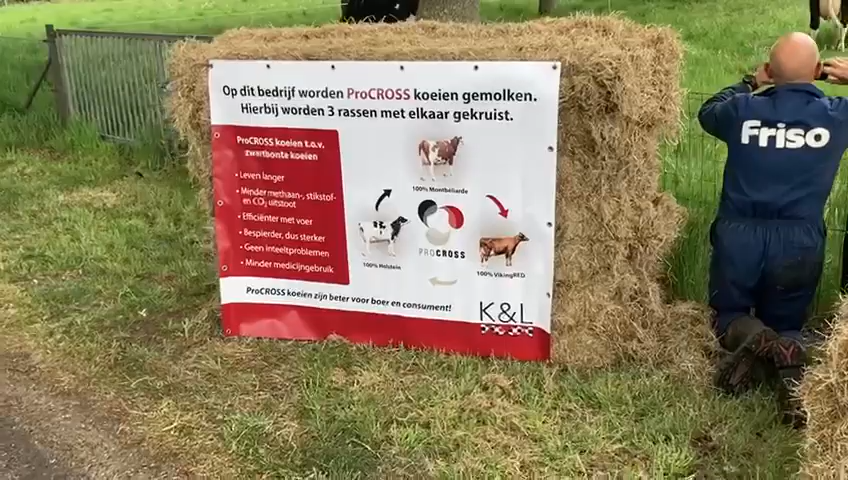 Op dit bedrijf worden ProCROSS koeien gemolken.
Hierbij worden 3 rassen met elkaar gekruist.
ProCROSS koeien t.o.v.
zwartbonte koeien
• Leven langer
• Minder methaan-, stikstof-
en CO₂ uitstoot
• Efficiënter met voer
• Bespierder, dus sterker
• Geen inteeltproblemen
• Minder medicijngebruik
100% Montbéliarde
100% Holstein
PROCROSS
100% VikingRED
ProCROSS koeien zijn beter voor boer en consument!
K&L
Friso